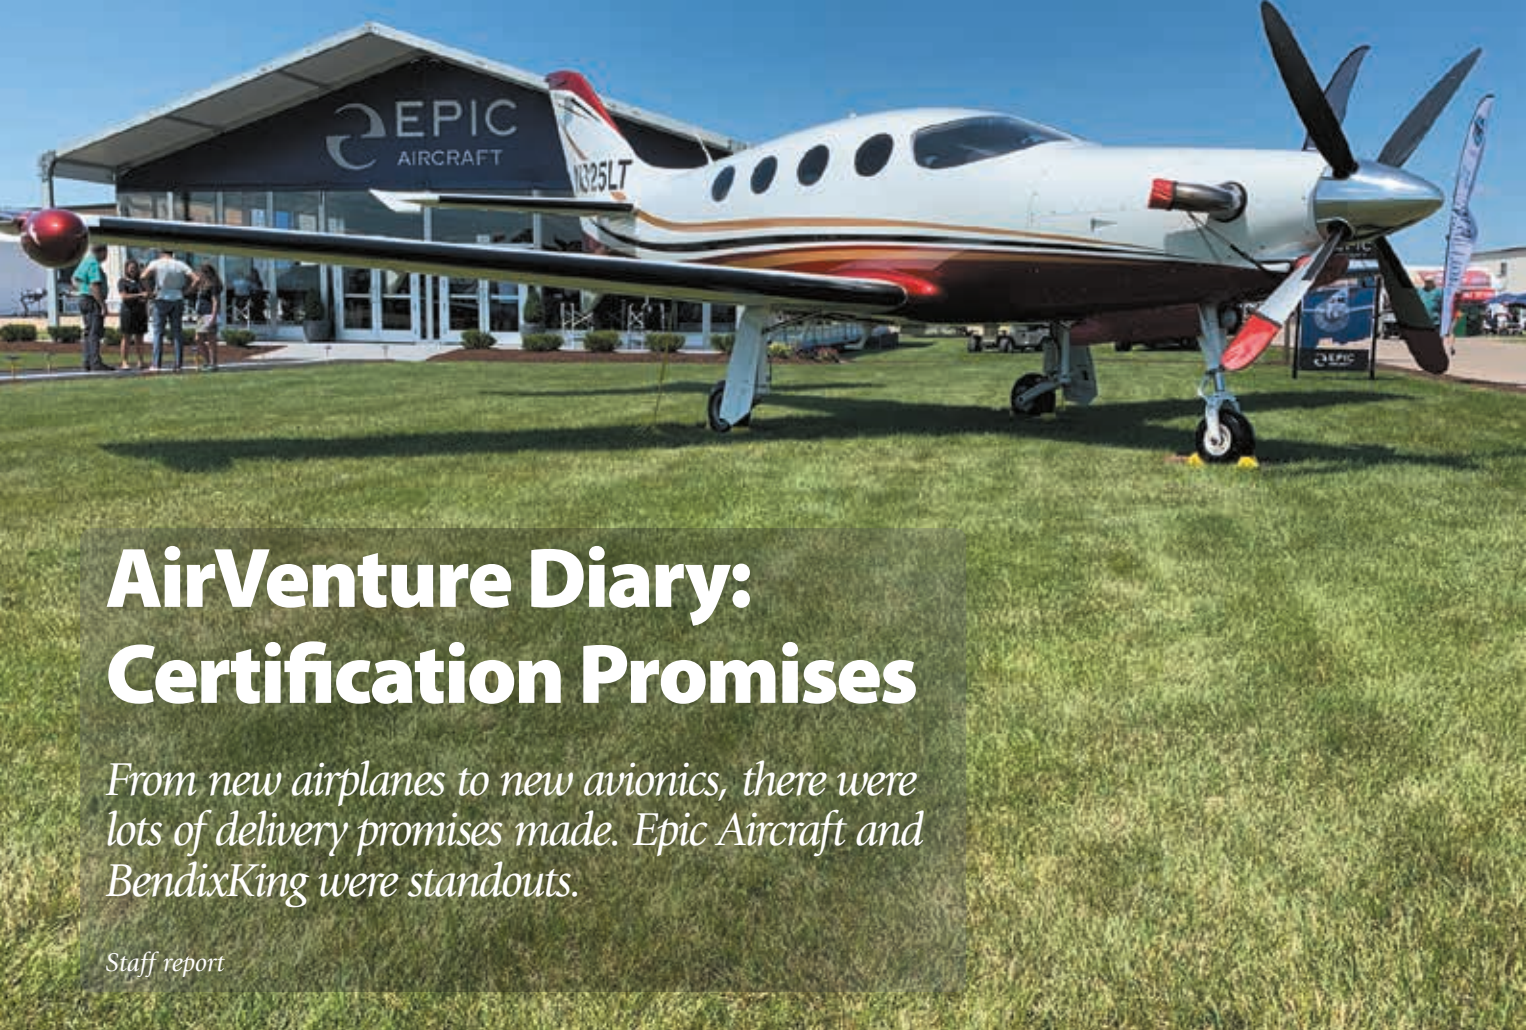 EPIC
AIRCRAFT
N325LT
EPIC
AirVenture Diary:
Certification Promises
From new airplanes to new avionics, there were
lots of delivery promises made. Epic Aircraft and
BendixKing were standouts.
Staff report